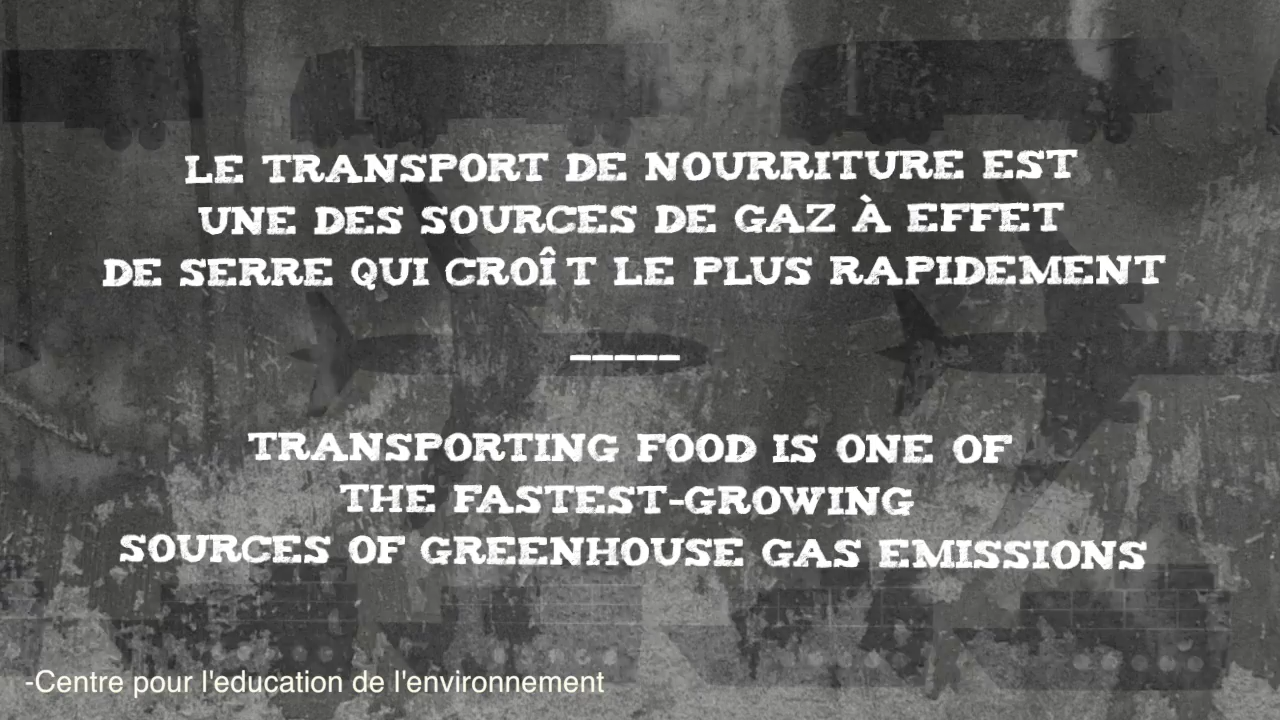 LE TRANSPORT DE NOURRITURE EST
UNE DES SOURCES DE GAZ À EFFET
DE SERRE QUI CROÎT LE PLUS RAPIDEMENT
-----
TRANSPORTING FOOD IS ONE OF
THE FASTEST-GROWING
SOURCES OF GREENHOUSE GAS EMISSIONS
-Centre pour l'education de l'environnement